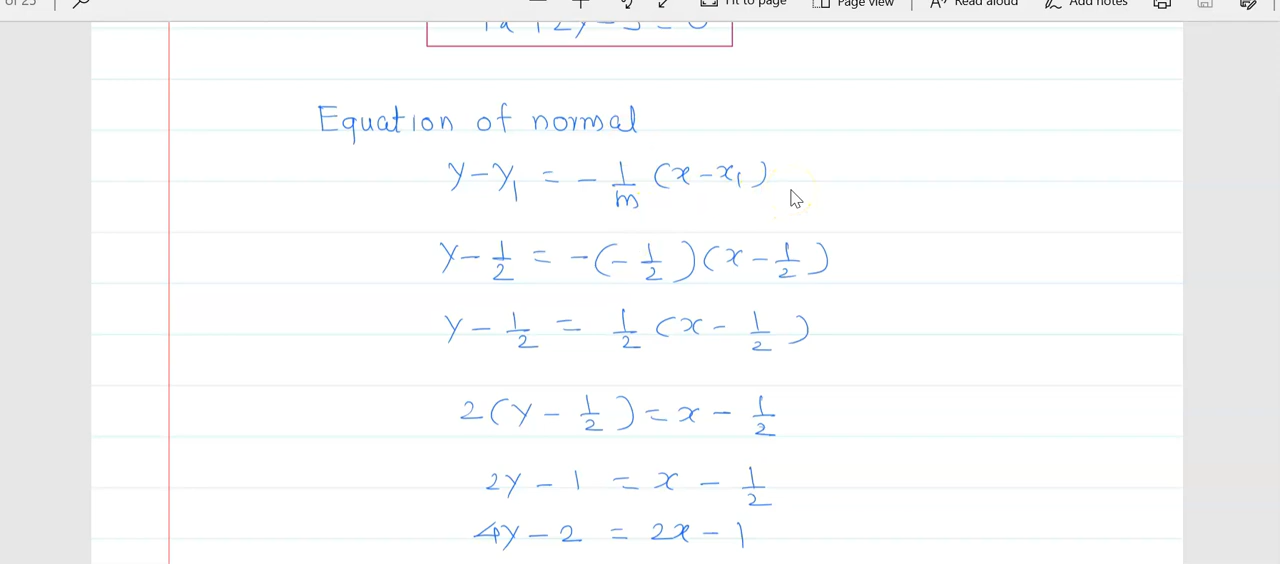 of 25 Fit to page Page view Read aloud Add notes
Equation of normal
y - y₁ = - 1/m (x - x₁)
y - 1/2 = -(- 1/2)(x - 1/2)
y - 1/2 = 1/2 (x - 1/2)
2(y - 1/2) = x - 1/2
2y - 1 = x - 1/2
4y - 2 = 2x - 1